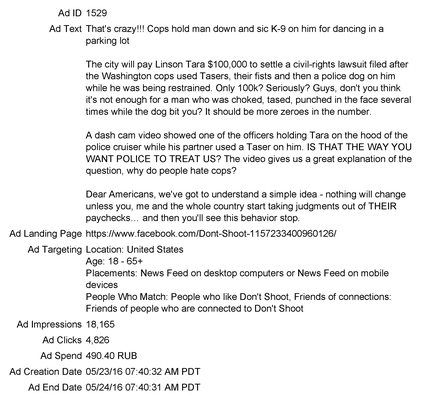 Ad ID 1529
Ad Text That's crazy!!! Cops hold man down and sic K-9 on him for dancing in a
parking lot
The city will pay Linson Tara $100,000 to settle a civil-rights lawsuit filed after
the Washington cops used Tasers, their fists and then a police dog on him
while he was being restrained. Only 100k? Seriously? Guys, don't you think
it's not enough for a man who was choked, tased, punched in the face several
times while the dog bit you? It should be more zeroes in the number.
A dash cam video showed one of the officers holding Tara on the hood of the
police cruiser while his partner used a Taser on him. IS THAT THE WAY YOU
WANT POLICE TO TREAT US? The video gives us a great explanation of the
question, why do people hate cops?
Dear Americans, we've got to understand a simple idea - nothing will change
unless you, me and the whole country start taking judgments out of THEIR
paychecks... and then you'll see this behavior stop.
Ad Landing Page https://www.facebook.com/Dont-Shoot-1157233400960126/
Ad Targeting Location: United States
Age: 18 - 65+
Placements: News Feed on desktop computers or News Feed on mobile
devices
People Who Match: People who like Don't Shoot, Friends of connections:
Friends of people who are connected to Don't Shoot
Ad Impressions 18,165
Ad Clicks 4,826
Ad Spend 490.40 RUB
Ad Creation Date 05/23/16 07:40:32 AM PDT
Ad End Date 05/24/16 07:40:31 AM PDT